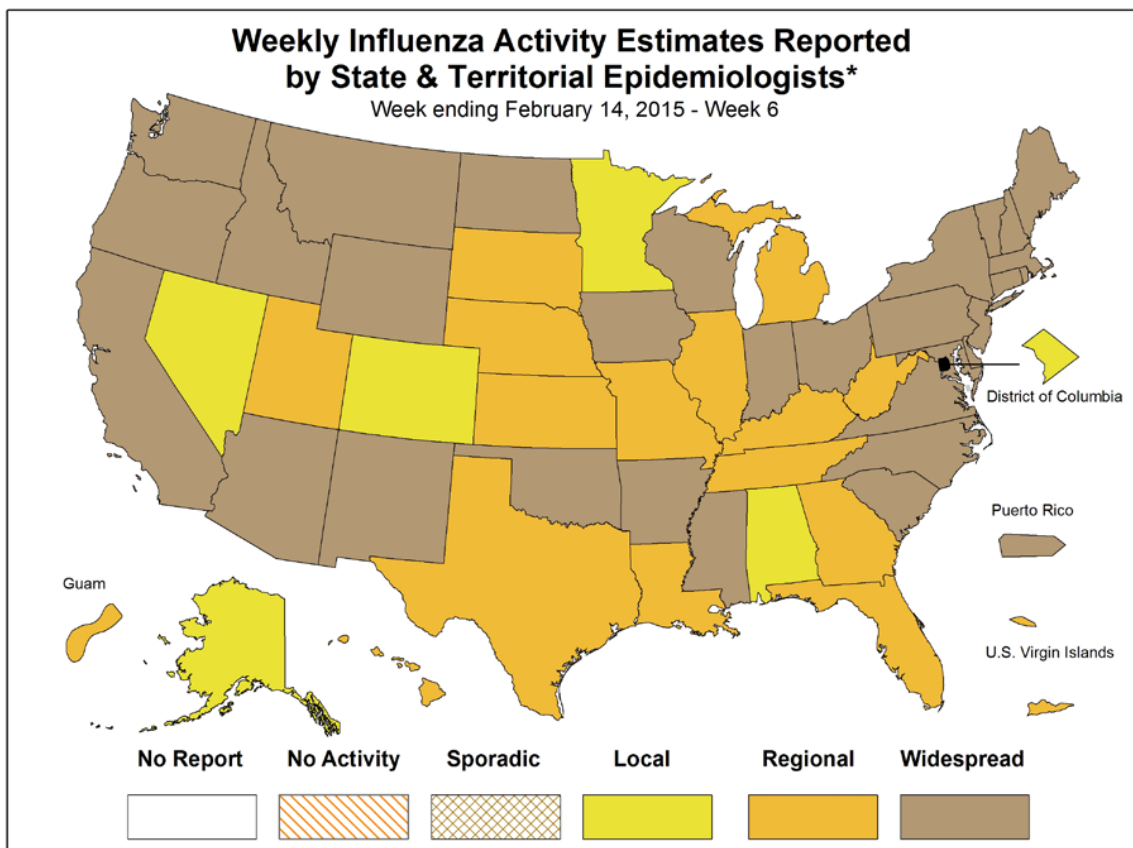 Weekly Influenza Activity Estimates Reported
by State & Territorial Epidemiologists*
Week ending February 14, 2015 - Week 6
District of Columbia
Puerto Rico
Guam
U.S. Virgin Islands
No Report No Activity Sporadic Local Regional Widespread